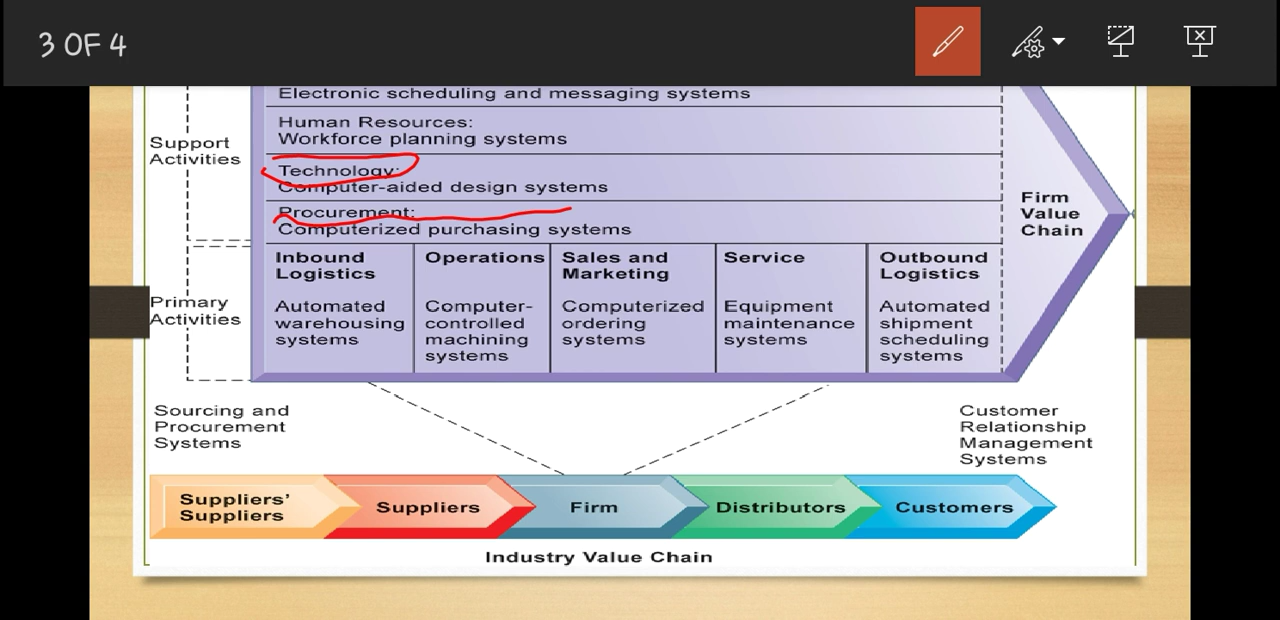 3 OF 4
Electronic scheduling and messaging systems
Human Resources:
Workforce planning systems
Support
Activities
Technology:
Computer-aided design systems
Procurement:
Computerized purchasing systems
Firm
Value
Chain
Primary
Activities
Inbound
Logistics
Automated
warehousing
systems
Operations
Computer-
controlled
machining
systems
Sales and
Marketing
Computerized
ordering
systems
Service
Equipment
maintenance
systems
Outbound
Logistics
Automated
shipment
scheduling
systems
Sourcing and
Procurement
Systems
Customer
Relationship
Management
Systems
Suppliers’
Suppliers
Suppliers
Firm
Distributors
Customers
Industry Value Chain